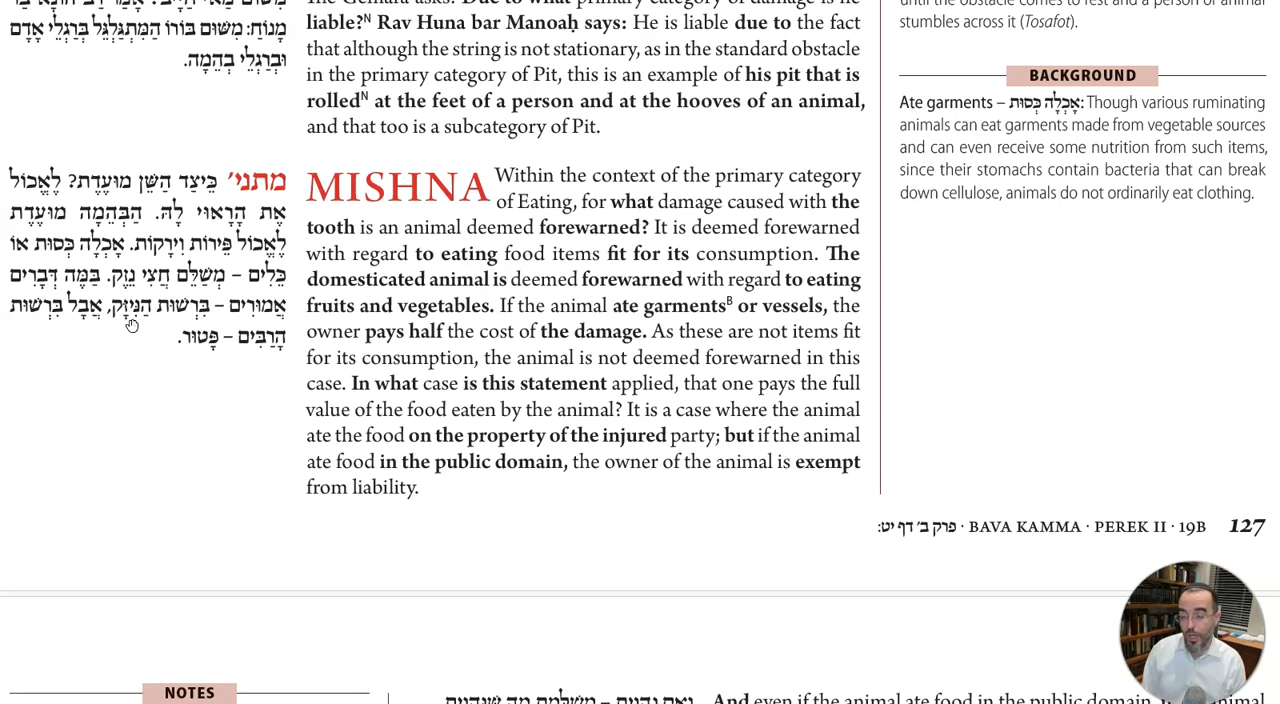 liable?ᴺ Rav Huna bar Manoaḥ says: He is liable due to the fact
that although the string is not stationary, as in the standard obstacle
in the primary category of Pit, this is an example of his pit that is
rolledᴺ at the feet of a person and at the hooves of an animal,
and that too is a subcategory of Pit.
מָנוֹחַ: מִשּׁוּם בּוֹרוֹ הַמִּתְגַּלְגֵּל בְּרַגְלֵי אָדָם
וּבְרַגְלֵי בְּהֵמָה.
מתני׳ כֵּיצַד הַשֵּׁן מוּעֶדֶת? לֶאֱכוֹל
אֶת הָרָאוּי לָהּ. הַבְּהֵמָה מוּעֶדֶת
לֶאֱכוֹל פֵּירוֹת וִירָקוֹת. אָכְלָה כְּסוּת אוֹ
כֵּלִים – מְשַׁלֵּם חֲצִי נֵזֶק. בַּמֶּה דְּבָרִים
אֲמוּרִים – בִּרְשׁוּת הַנִּיזָּק, אֲבָל בִּרְשׁוּת
הָרַבִּים – פָּטוּר.
MISHNA Within the context of the primary category
of Eating, for what damage caused with the
tooth is an animal deemed forewarned? It is deemed forewarned
with regard to eating food items fit for its consumption. The
domesticated animal is deemed forewarned with regard to eating
fruits and vegetables. If the animal ate garmentsᴮ or vessels, the
owner pays half the cost of the damage. As these are not items fit
for its consumption, the animal is not deemed forewarned in this
case. In what case is this statement applied, that one pays the full
value of the food eaten by the animal? It is a case where the animal
ate the food on the property of the injured party; but if the animal
ate food in the public domain, the owner of the animal is exempt
from liability.
until the obstacle comes to rest and a person or animal
stumbles across it (Tosafot).
BACKGROUND
Ate garments – אָכְלָה כְּסוּת: Though various ruminating
animals can eat garments made from vegetable sources
and can even receive some nutrition from such items,
since their stomachs contain bacteria that can break
down cellulose, animals do not ordinarily eat clothing.
פרק ב׳ דף יט: · BAVA KAMMA · PEREK II · 19B 127
NOTES
And even if the animal ate food in the public domain,